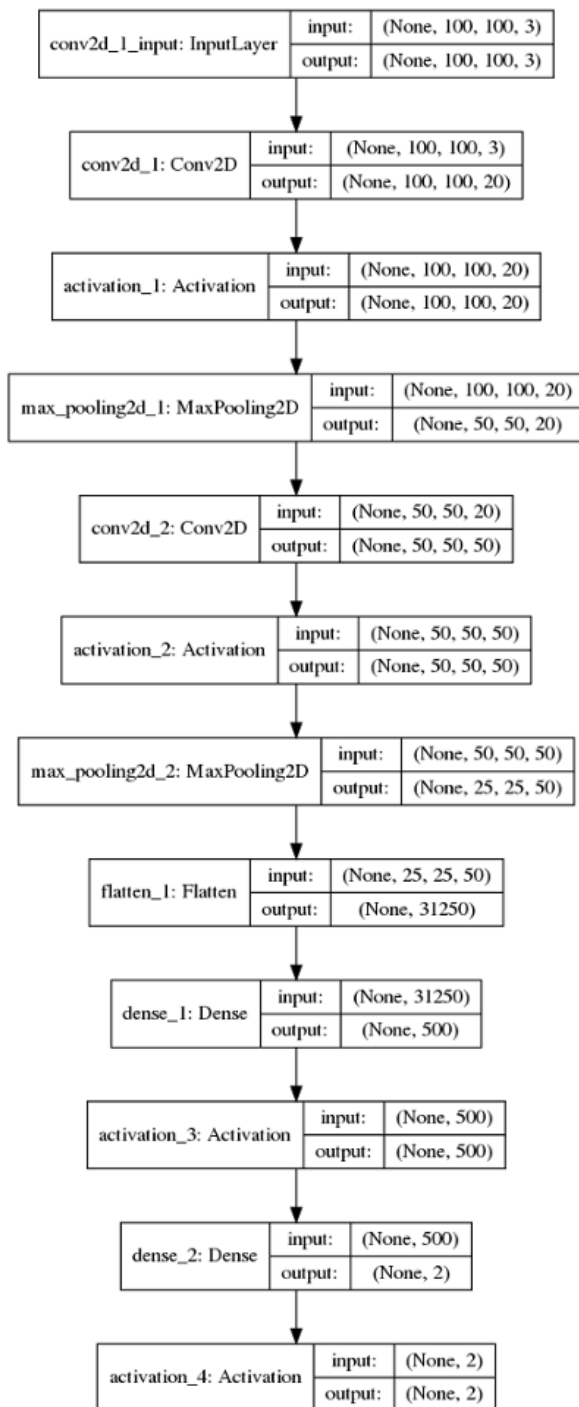 conv2d_1_input: InputLayer
input: (None, 100, 100, 3)
output: (None, 100, 100, 3)
conv2d_1: Conv2D
input: (None, 100, 100, 3)
output: (None, 100, 100, 20)
activation_1: Activation
input: (None, 100, 100, 20)
output: (None, 100, 100, 20)
max_pooling2d_1: MaxPooling2D
input: (None, 100, 100, 20)
output: (None, 50, 50, 20)
conv2d_2: Conv2D
input: (None, 50, 50, 20)
output: (None, 50, 50, 50)
activation_2: Activation
input: (None, 50, 50, 50)
output: (None, 50, 50, 50)
max_pooling2d_2: MaxPooling2D
input: (None, 50, 50, 50)
output: (None, 25, 25, 50)
flatten_1: Flatten
input: (None, 25, 25, 50)
output: (None, 31250)
dense_1: Dense
input: (None, 31250)
output: (None, 500)
activation_3: Activation
input: (None, 500)
output: (None, 500)
dense_2: Dense
input: (None, 500)
output: (None, 2)
activation_4: Activation
input: (None, 2)
output: (None, 2)